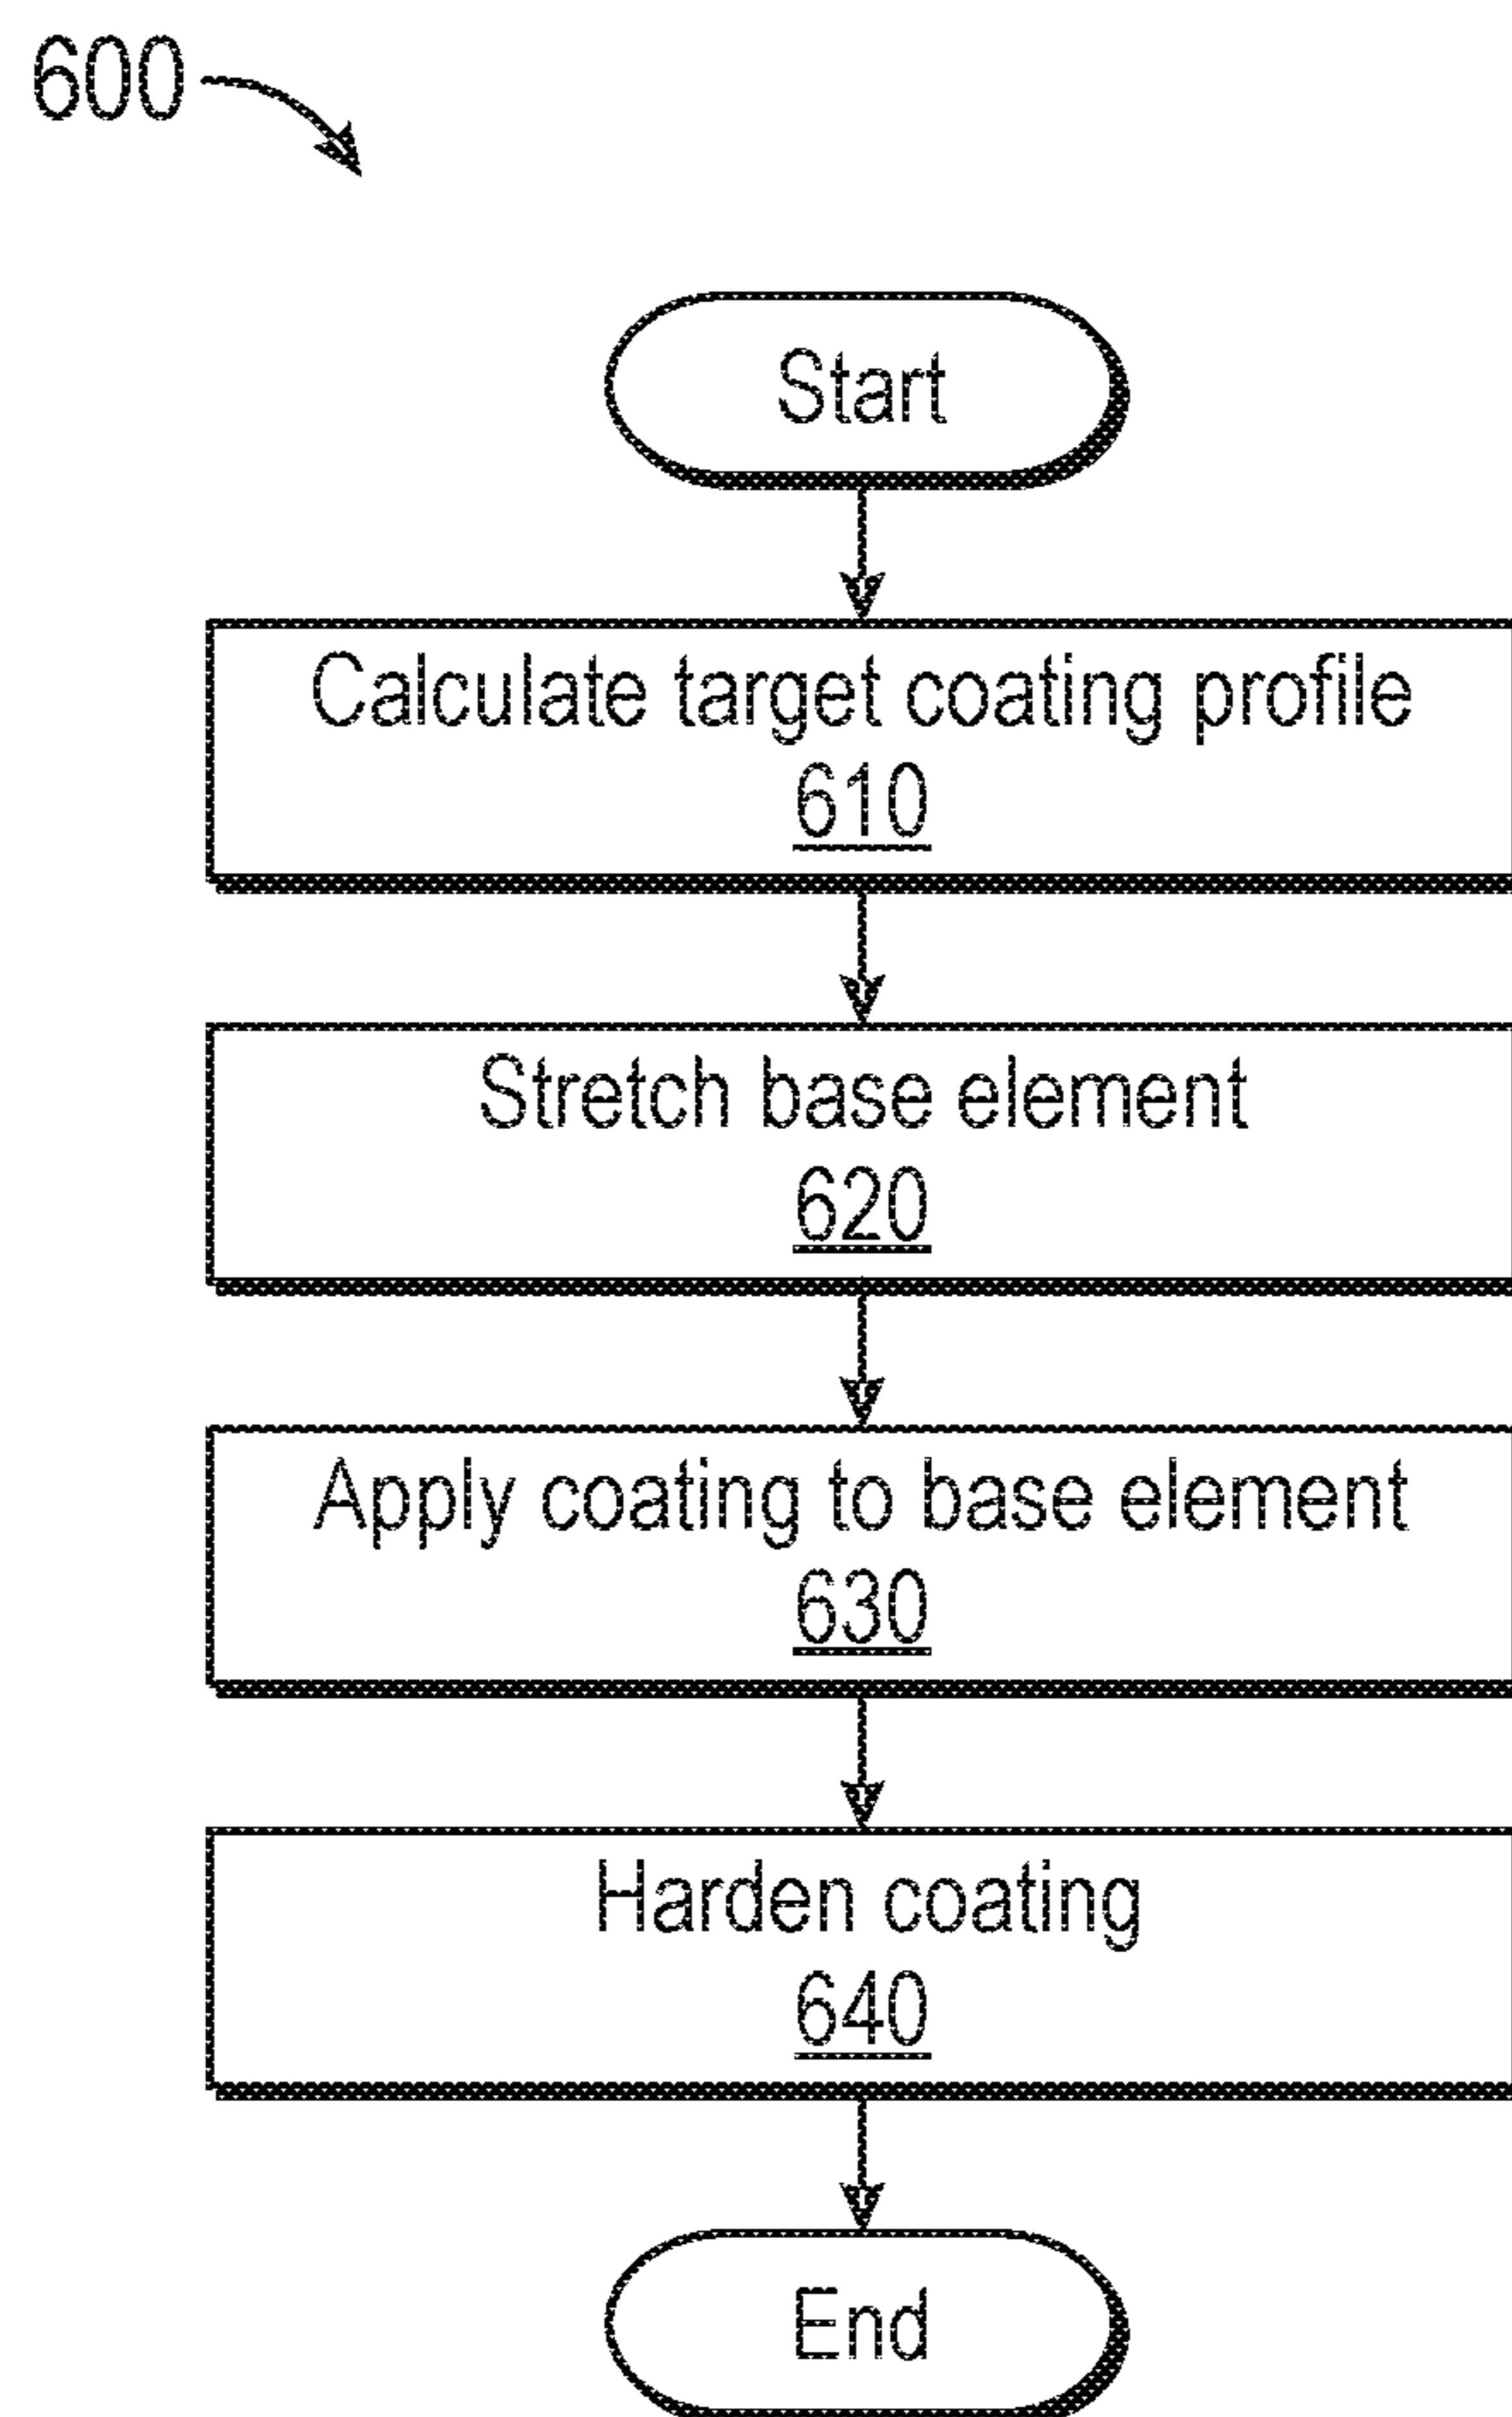 600
Start
Calculate target coating profile
610
Stretch base element
620
Apply coating to base element
630
Harden coating
640
End